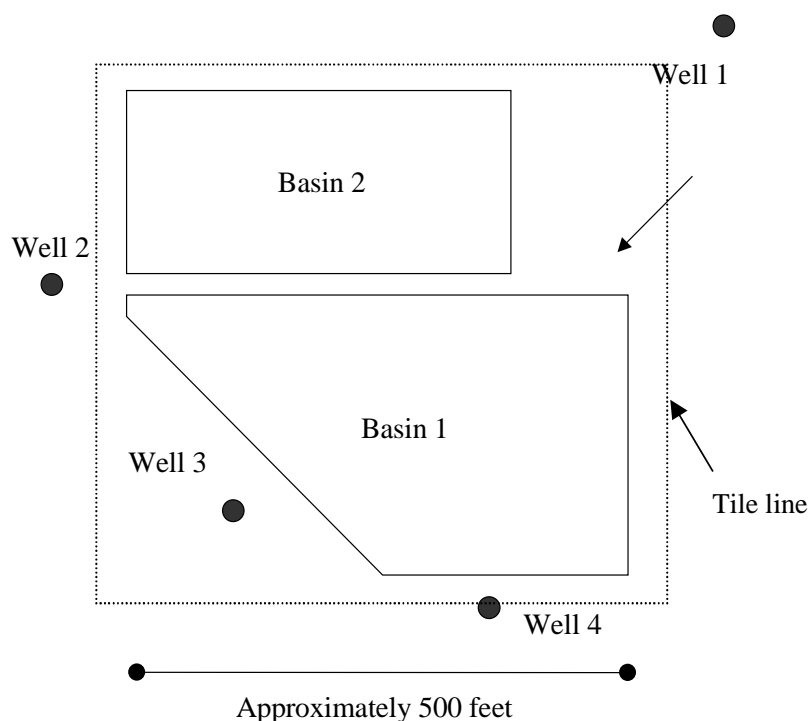 Well 1
Basin 2
Well 2
Basin 1
Well 3
Tile line
Well 4
Approximately 500 feet